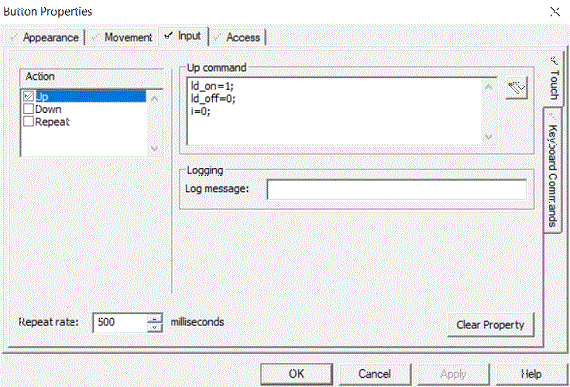 Button Properties
Appearance Movement Input Access
Action
Up
Down
Repeat
Up command
ld_on=1;
ld_off=0;
i=0;
Logging
Log message:
Touch
Keyboard Commands
Repeat rate: 500 milliseconds
Clear Property
OK Cancel Apply Help